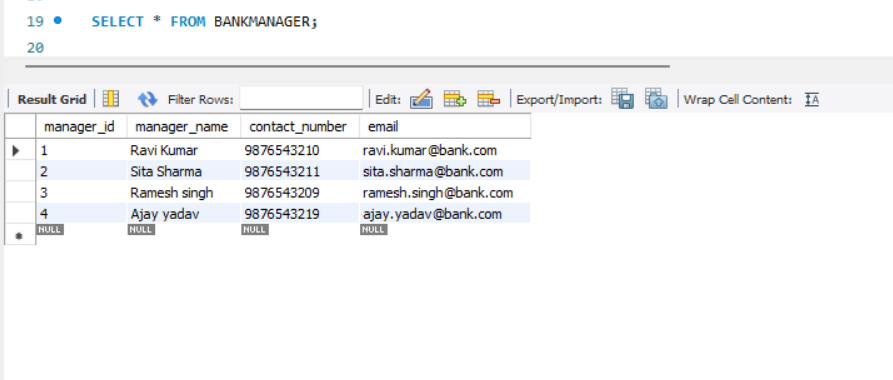 19 SELECT * FROM BANKMANAGER;
20
Result Grid Filter Rows: Edit: Export/Import: Wrap Cell Content: IA
manager_id manager_name contact_number email
1 Ravi Kumar 9876543210 ravi.kumar@bank.com
2 Sita Sharma 9876543211 sita.sharma@bank.com
3 Ramesh singh 9876543209 ramesh.singh@bank.com
4 Ajay yadav 9876543219 ajay.yadav@bank.com
NULL NULL NULL NULL